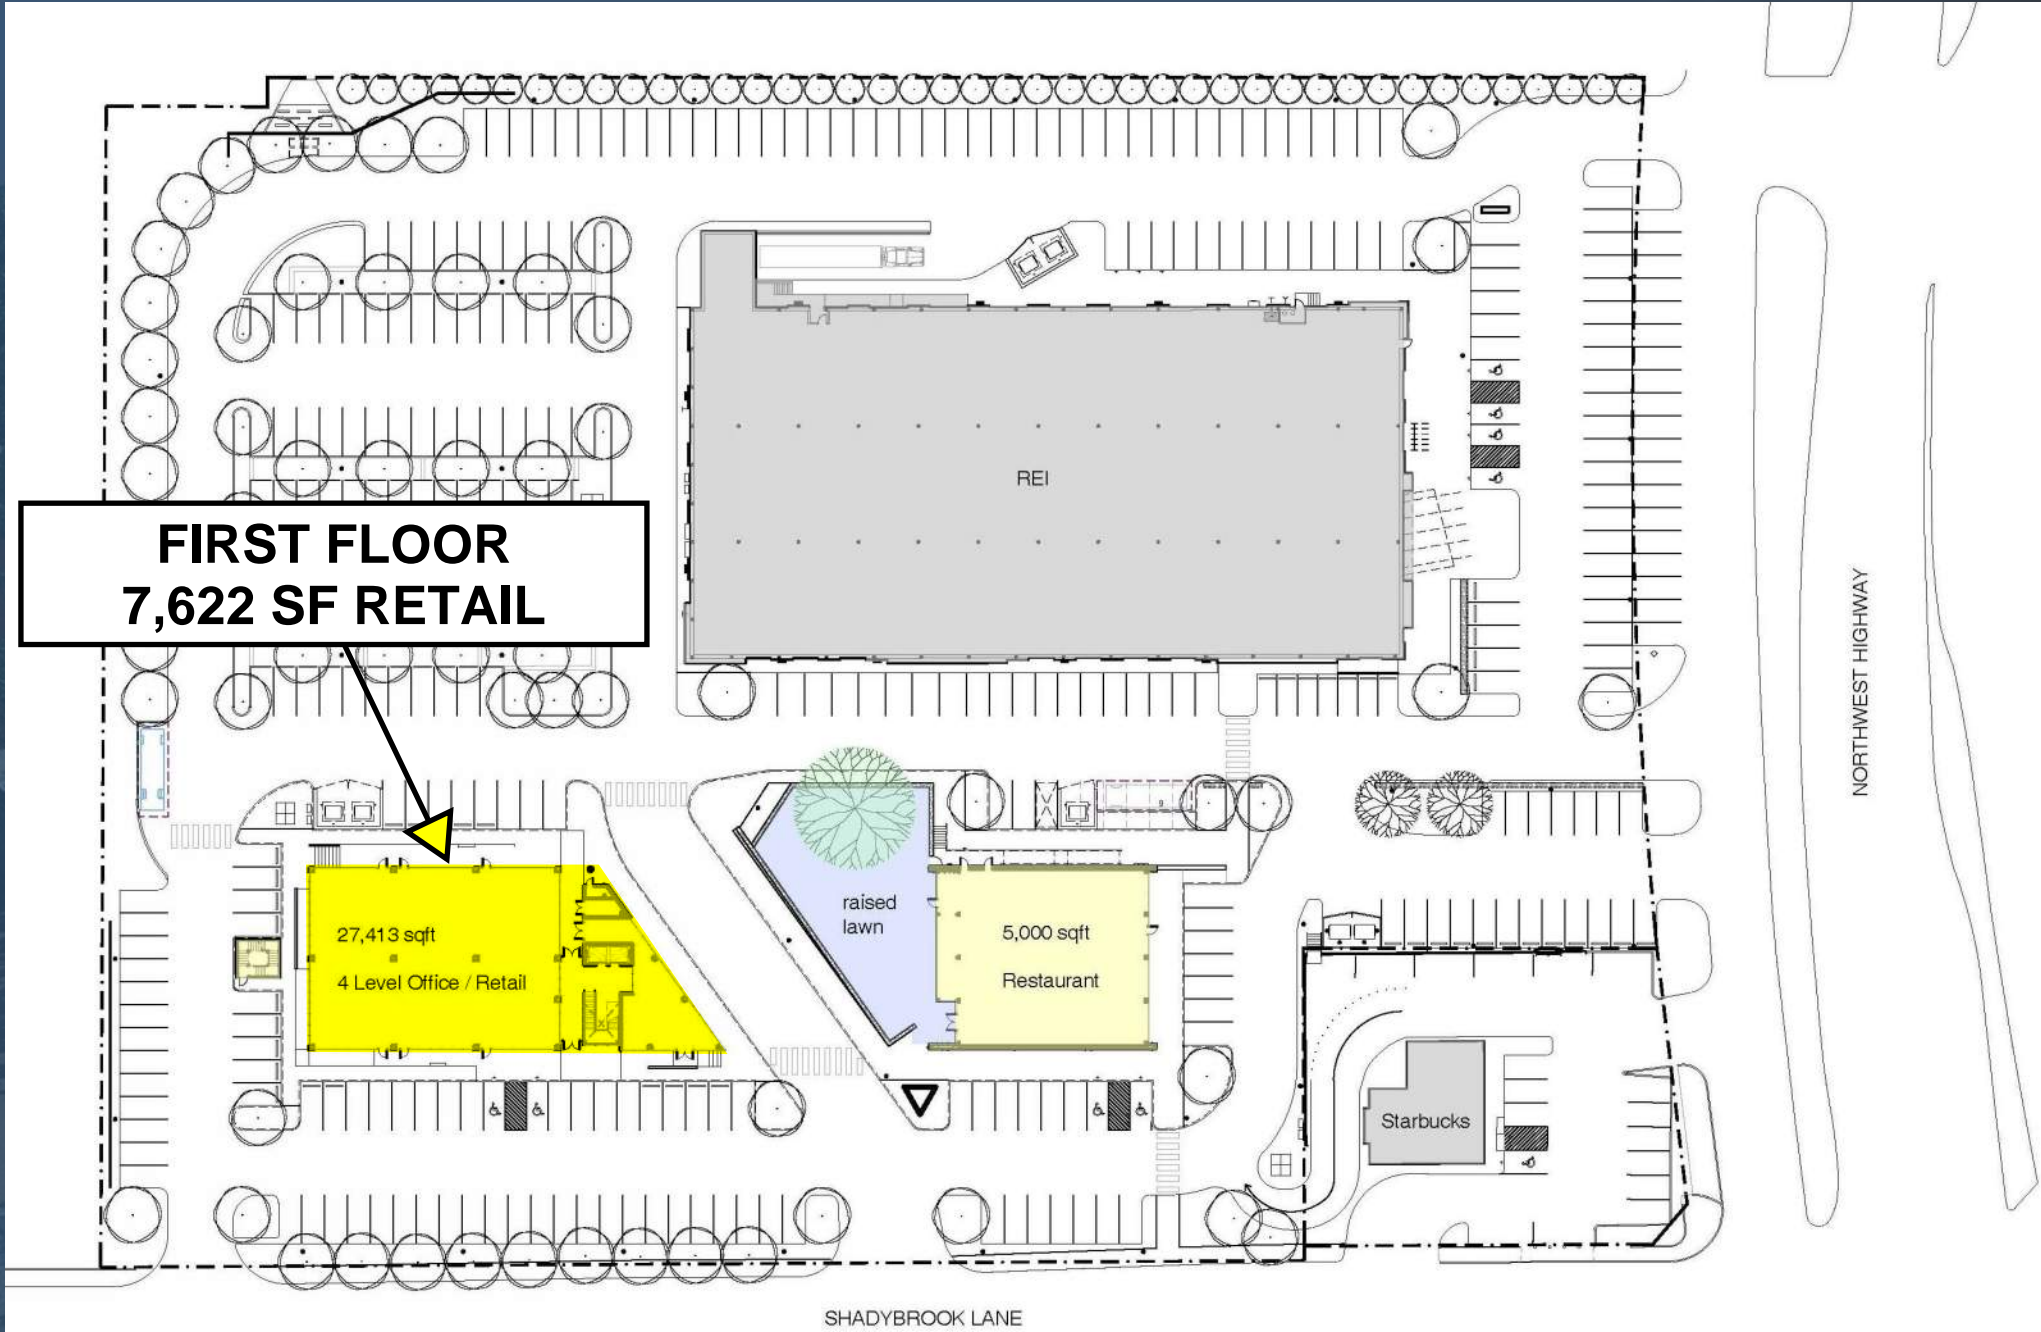 REI
FIRST FLOOR
7,622 SF RETAIL
NORTHWEST HIGHWAY
raised
lawn
27,413 sqft
4 Level Office / Retail
5,000 sqft
Restaurant
Starbucks
SHADYBROOK LANE